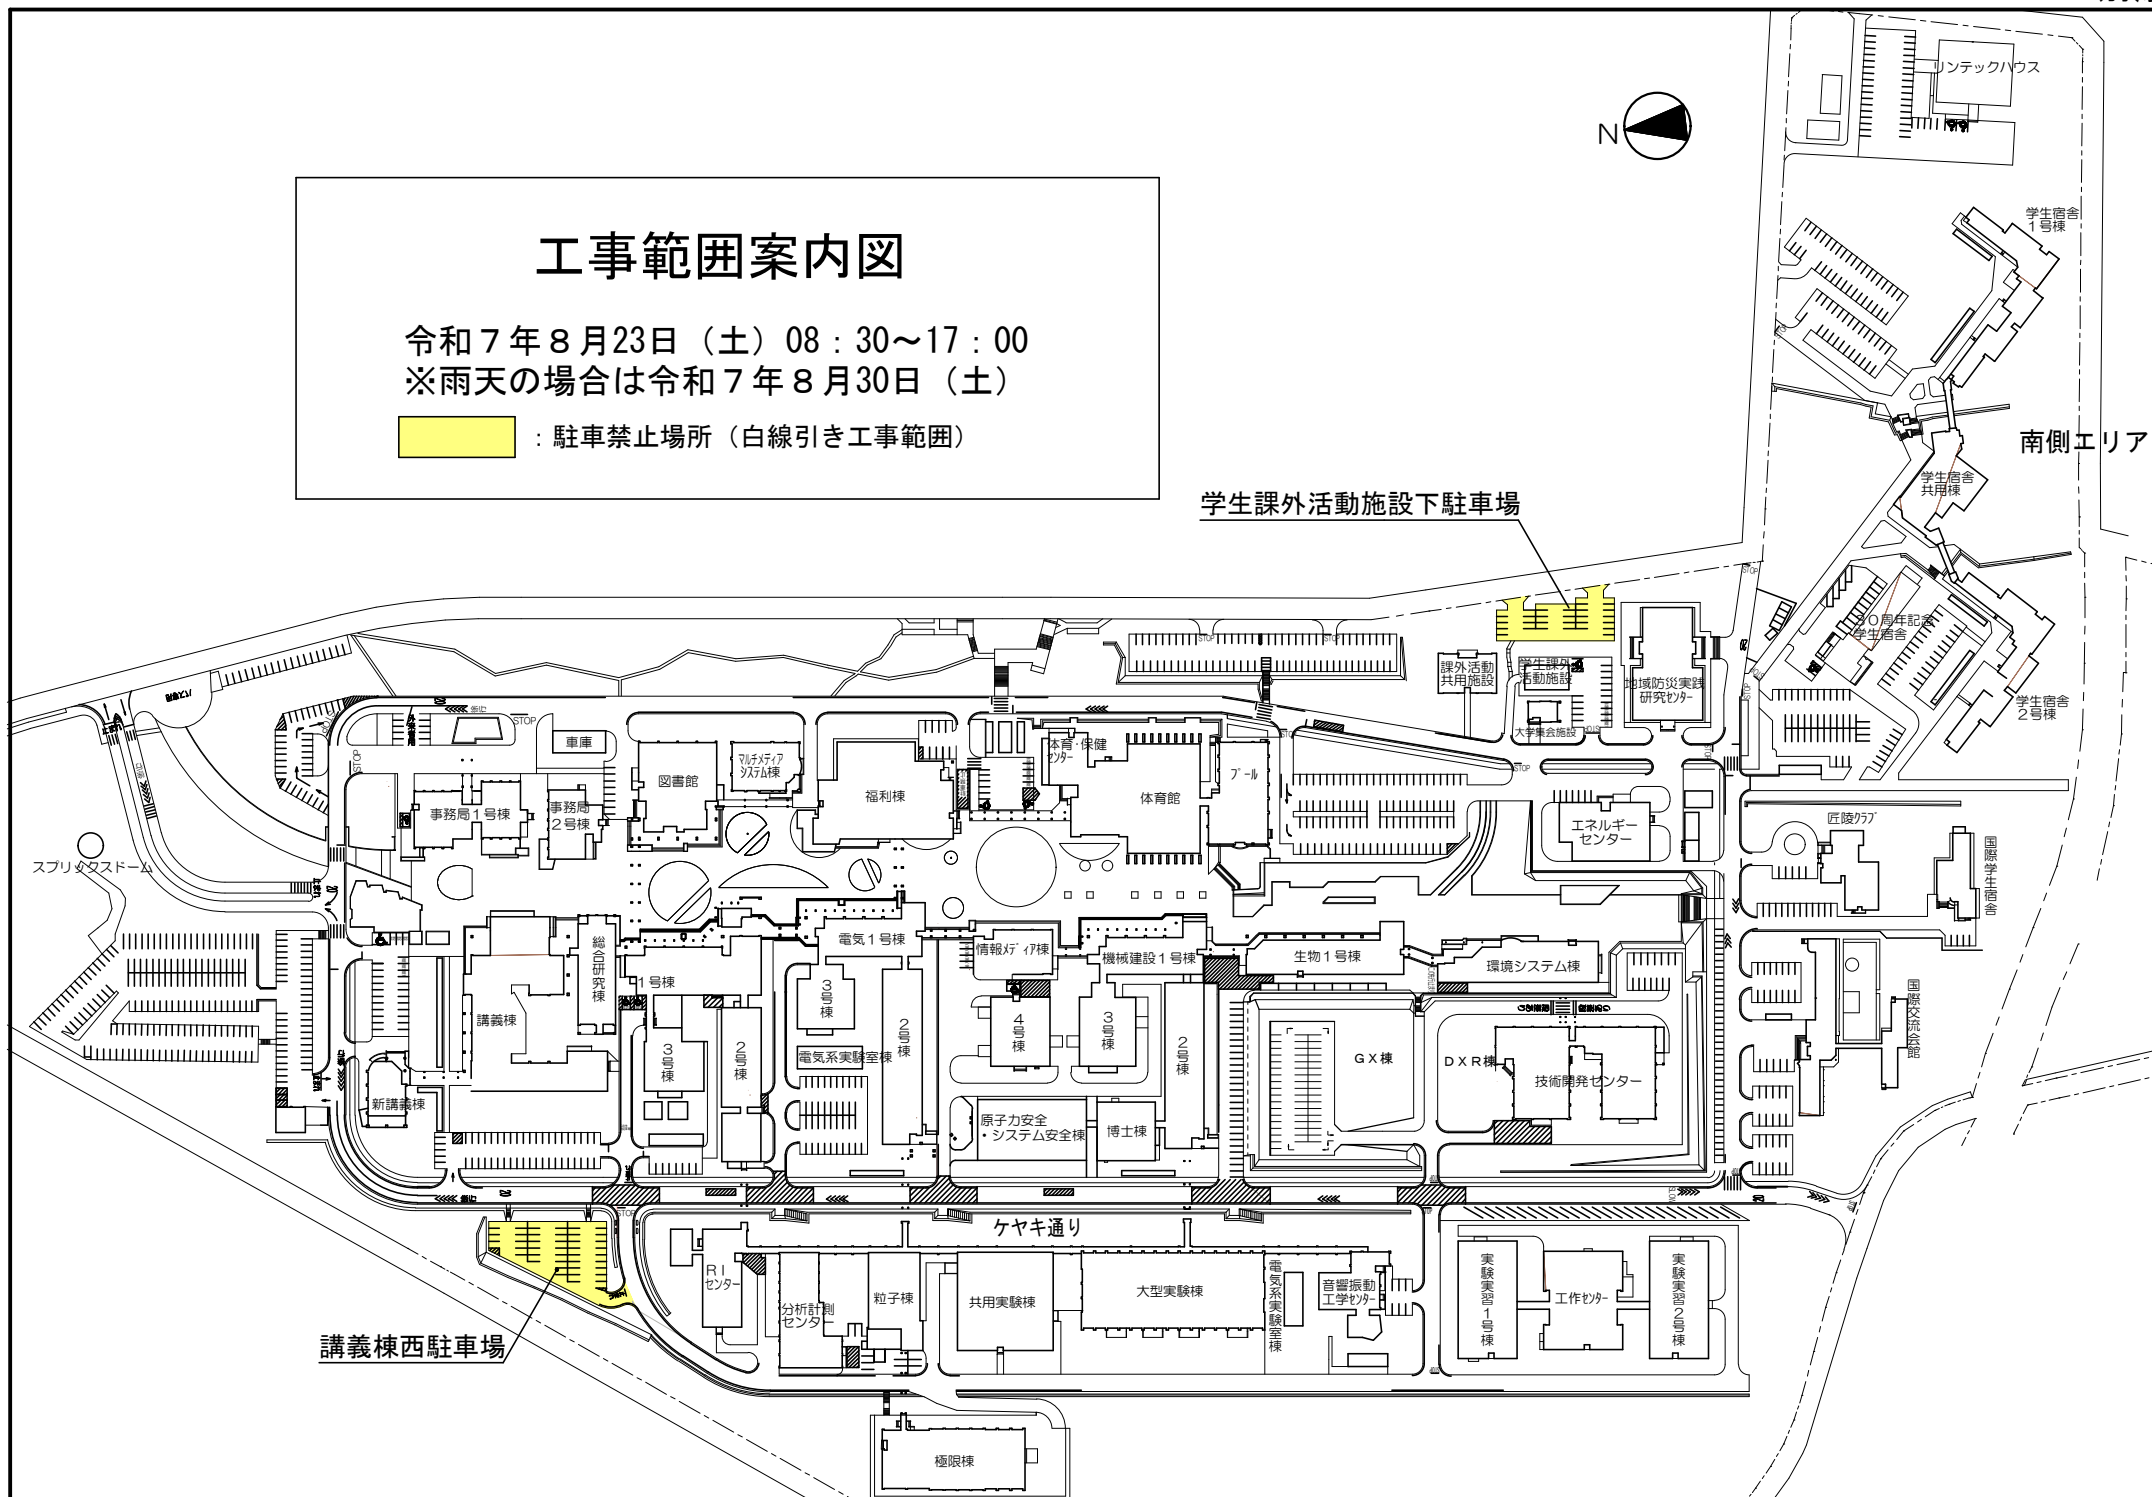 工事範囲案内図
令和７年８月23日（土）08：30～17：00
※雨天の場合は令和７年８月30日（土）
：駐車禁止場所（白線引き工事範囲）
N
リンテックハウス
学生宿舎
１号棟
南側エリア
学生宿舎
共用棟
学生課外活動施設下駐車場
８０周年記念
学生宿舎
学生宿舎
２号棟
課外活動
共用施設
学生課外
活動施設
大学集会施設
地域防災実践
研究ｾﾝﾀｰ
STOP
車庫
図書館
ﾏﾙﾁﾒﾃﾞｨｱ
ｼｽﾃﾑ棟
福利棟
体育・保健
ｾﾝﾀｰ
体育館
ﾌﾟｰﾙ
事務局１号棟
事務局
２号棟
エネルギー
センター
匠陵ｸﾗﾌﾞ
国際学生宿舎
スプリックスドーム
総合研究棟
１号棟
電気１号棟
情報ﾒﾃﾞｨｱ棟
機械建設１号棟
生物１号棟
環境システム棟
国際交流会館
講義棟
３号棟
２号棟
３号棟
２号棟
４号棟
３号棟
２号棟
電気系実験室棟
GX棟
DXR棟
技術開発センター
新講義棟
原子力安全
・システム安全棟
博士棟
ケヤキ通り
RI
ｾﾝﾀｰ
分析計測
センター
粒子棟
共用実験棟
大型実験棟
電気系実験室棟
音響振動
工学ｾﾝﾀｰ
実験実習１号棟
工作ｾﾝﾀｰ
実験実習２号棟
講義棟西駐車場
極限棟